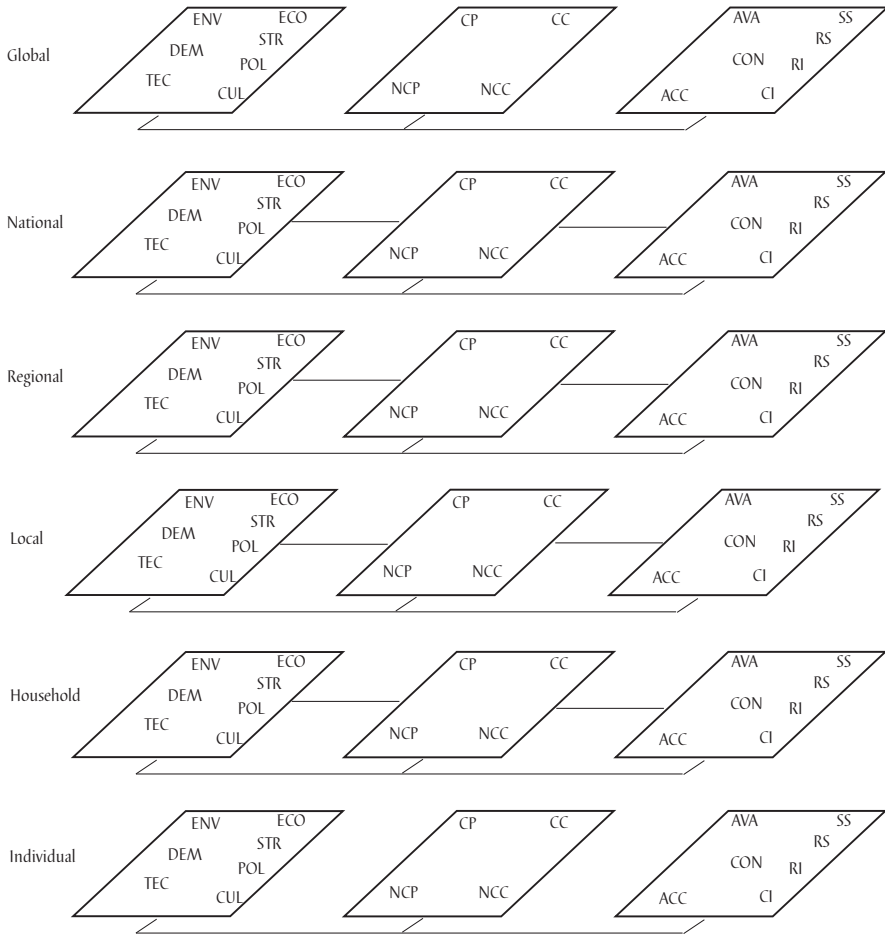 Global
ENV ECO
STR
DEM
POL
TEC
CUL
CP CC
NCP NCC
AVA SS
RS
CON
RI
ACC CI
National
ENV ECO
STR
DEM
POL
TEC
CUL
CP CC
NCP NCC
AVA SS
RS
CON
RI
ACC CI
Regional
ENV ECO
STR
DEM
POL
TEC
CUL
CP CC
NCP NCC
AVA SS
RS
CON
RI
ACC CI
Local
ENV ECO
STR
DEM
POL
TEC
CUL
CP CC
NCP NCC
AVA SS
RS
CON
RI
ACC CI
Household
ENV ECO
STR
DEM
POL
TEC
CUL
CP CC
NCP NCC
AVA SS
RS
CON
RI
ACC CI
Individual
ENV ECO
STR
DEM
POL
TEC
CUL
CP CC
NCP NCC
AVA SS
RS
CON
RI
ACC CI